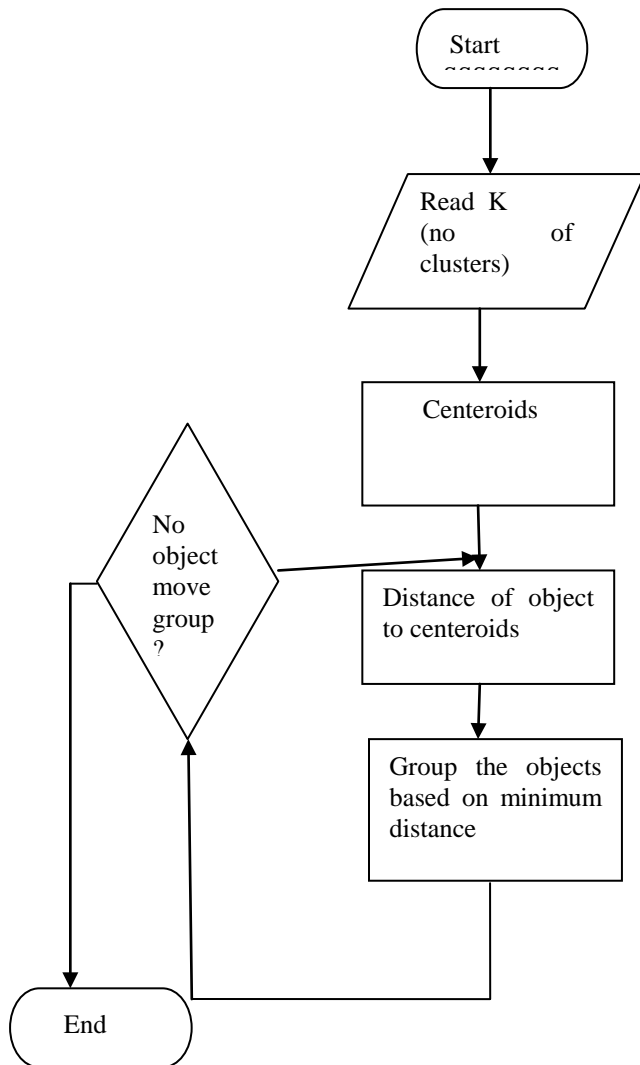 Start
Read K
(no of
clusters)
Centeroids
No
object
move
group
?
Distance of object
to centeroids
Group the objects
based on minimum
distance
End